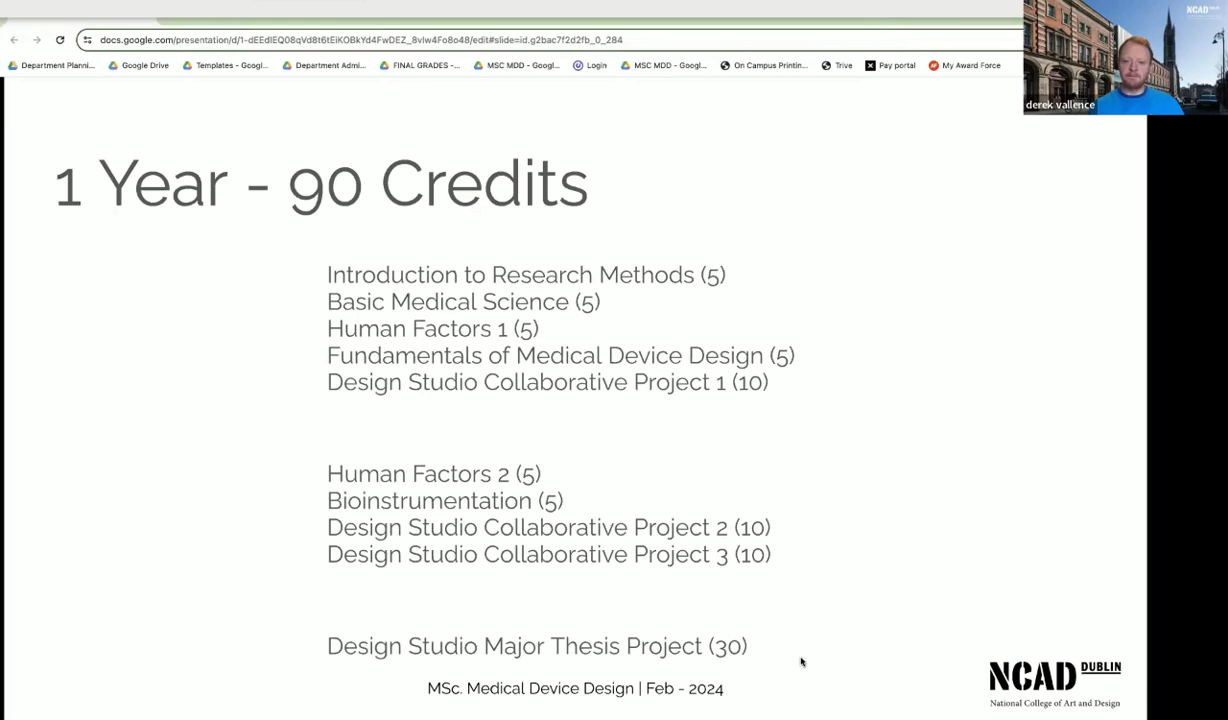 docs.google.com/presentation/d/1-dEEdIEQ08qVd8t6tEiKOBkYd4FwDEZ_8vlw4Fo8o48/edit#slide=id.g2bac7f2d2fb_0_284
Department Planni... Google Drive Templates - Googl... Department Admi... FINAL GRADES -... MSC MDD - Googl... Login MSC MDD - Googl... On Campus Printin... Trive Pay portal My Award Force
NCAD
derek vallence
1 Year - 90 Credits
Introduction to Research Methods (5)
Basic Medical Science (5)
Human Factors 1 (5)
Fundamentals of Medical Device Design (5)
Design Studio Collaborative Project 1 (10)
Human Factors 2 (5)
Bioinstrumentation (5)
Design Studio Collaborative Project 2 (10)
Design Studio Collaborative Project 3 (10)
Design Studio Major Thesis Project (30)
MSc. Medical Device Design | Feb - 2024
NCAD DUBLIN
National College of Art and Design